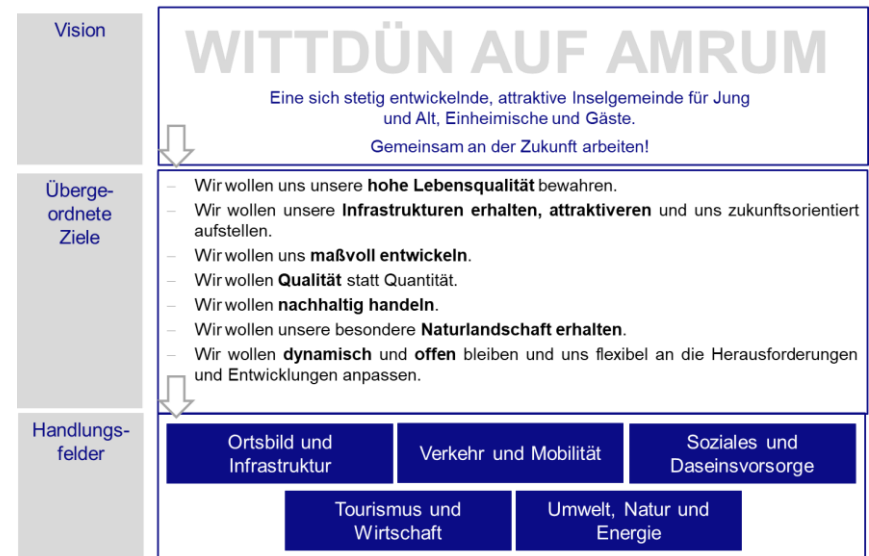 Vision
WITTDÜN AUF AMRUM
Eine sich stetig entwickelnde, attraktive Inselgemeinde für Jung
und Alt, Einheimische und Gäste.
Gemeinsam an der Zukunft arbeiten!
Überge-
ordnete
Ziele
– Wir wollen uns unsere hohe Lebensqualität bewahren.
– Wir wollen unsere Infrastrukturen erhalten, attraktiveren und uns zukunftsorientiert
aufstellen.
– Wir wollen uns maßvoll entwickeln.
– Wir wollen Qualität statt Quantität.
– Wir wollen nachhaltig handeln.
– Wir wollen unsere besondere Naturlandschaft erhalten.
– Wir wollen dynamisch und offen bleiben und uns flexibel an die Herausforderungen
und Entwicklungen anpassen.
Handlungs-
felder
Ortsbild und
Infrastruktur
Verkehr und Mobilität
Soziales und
Daseinsvorsorge
Tourismus und
Wirtschaft
Umwelt, Natur und
Energie